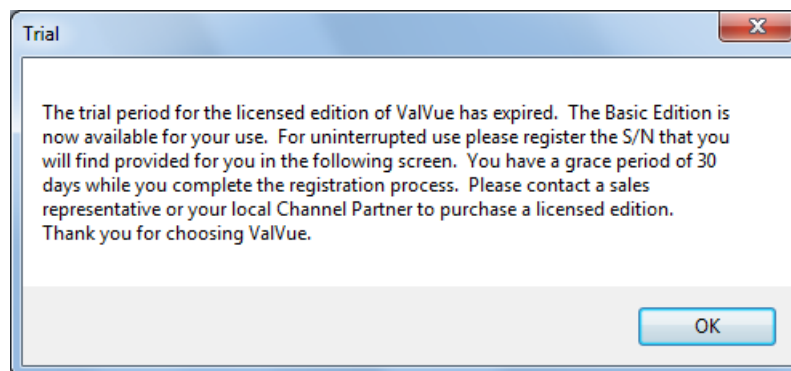 Trial
The trial period for the licensed edition of ValVue has expired.  The Basic Edition is
now available for your use.  For uninterrupted use please register the S/N that you
will find provided for you in the following screen.  You have a grace period of 30
days while you complete the registration process.  Please contact a sales
representative or your local Channel Partner to purchase a licensed edition.
Thank you for choosing ValVue.
OK